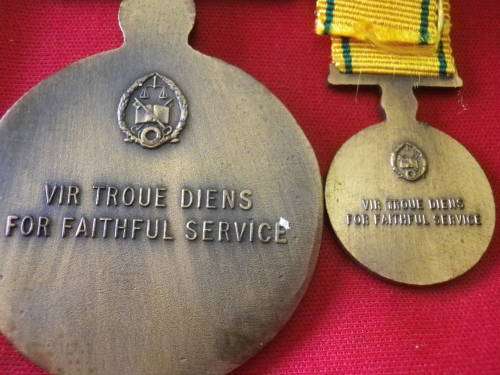 VIR TROUE DIENS
FOR FAITHFUL SERVICE
VIR TROUE DIENS
FOR FAITHFUL SERVICE